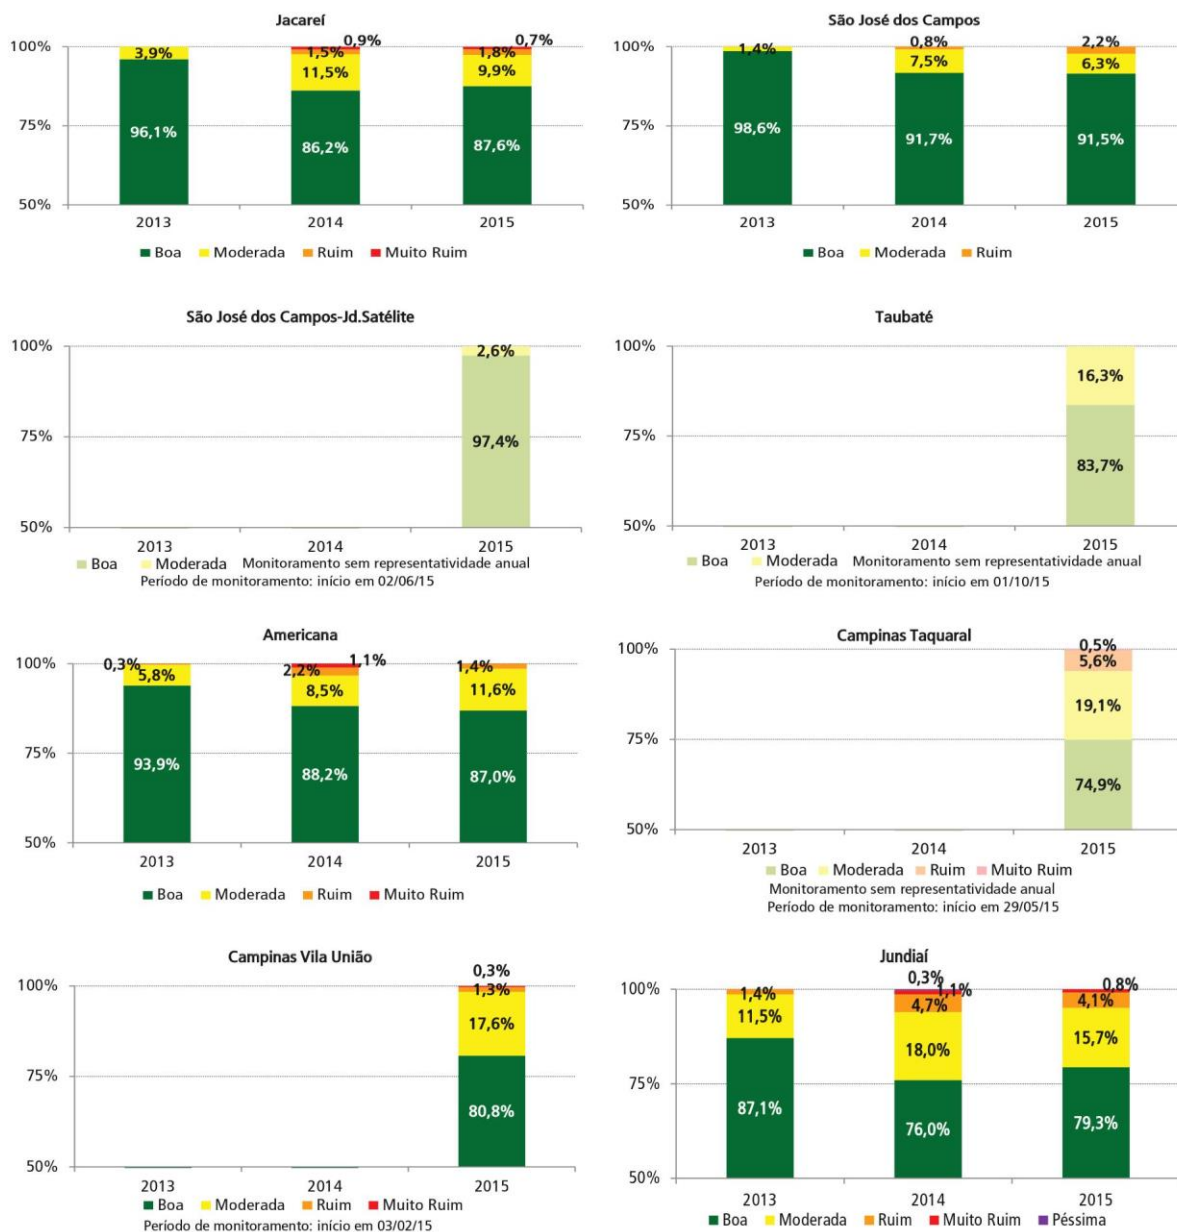 Jacareí
100%
75%
50%
3,9%
96,1%
0,9%
1,5%
11,5%
86,2%
0,7%
1,8%
9,9%
87,6%
2013 2014 2015
Boa Moderada Ruim Muito Ruim
São José dos Campos
100%
75%
50%
1,4%
98,6%
0,8%
7,5%
91,7%
2,2%
6,3%
91,5%
2013 2014 2015
Boa Moderada Ruim
São José dos Campos-Jd.Satélite
100%
75%
50%
2,6%
97,4%
2013 2014 2015
Boa Moderada Monitoramento sem representatividade anual
Período de monitoramento: início em 02/06/15
Taubaté
100%
75%
50%
16,3%
83,7%
2013 2014 2015
Boa Moderada Monitoramento sem representatividade anual
Período de monitoramento: início em 01/10/15
Americana
100%
75%
50%
0,3%
5,8%
93,9%
1,1%
2,2%
8,5%
88,2%
1,4%
11,6%
87,0%
2013 2014 2015
Boa Moderada Ruim Muito Ruim
Campinas Taquaral
100%
75%
50%
0,5%
5,6%
19,1%
74,9%
2013 2014 2015
Boa Moderada Ruim Muito Ruim
Monitoramento sem representatividade anual
Período de monitoramento: início em 29/05/15
Campinas Vila União
100%
75%
50%
0,3%
1,3%
17,6%
80,8%
2013 2014 2015
Boa Moderada Ruim Muito Ruim
Período de monitoramento: início em 03/02/15
Jundiaí
100%
75%
50%
1,4%
11,5%
87,1%
0,3%
1,1%
4,7%
18,0%
76,0%
0,8%
4,1%
15,7%
79,3%
2013 2014 2015
Boa Moderada Ruim Muito Ruim Péssima